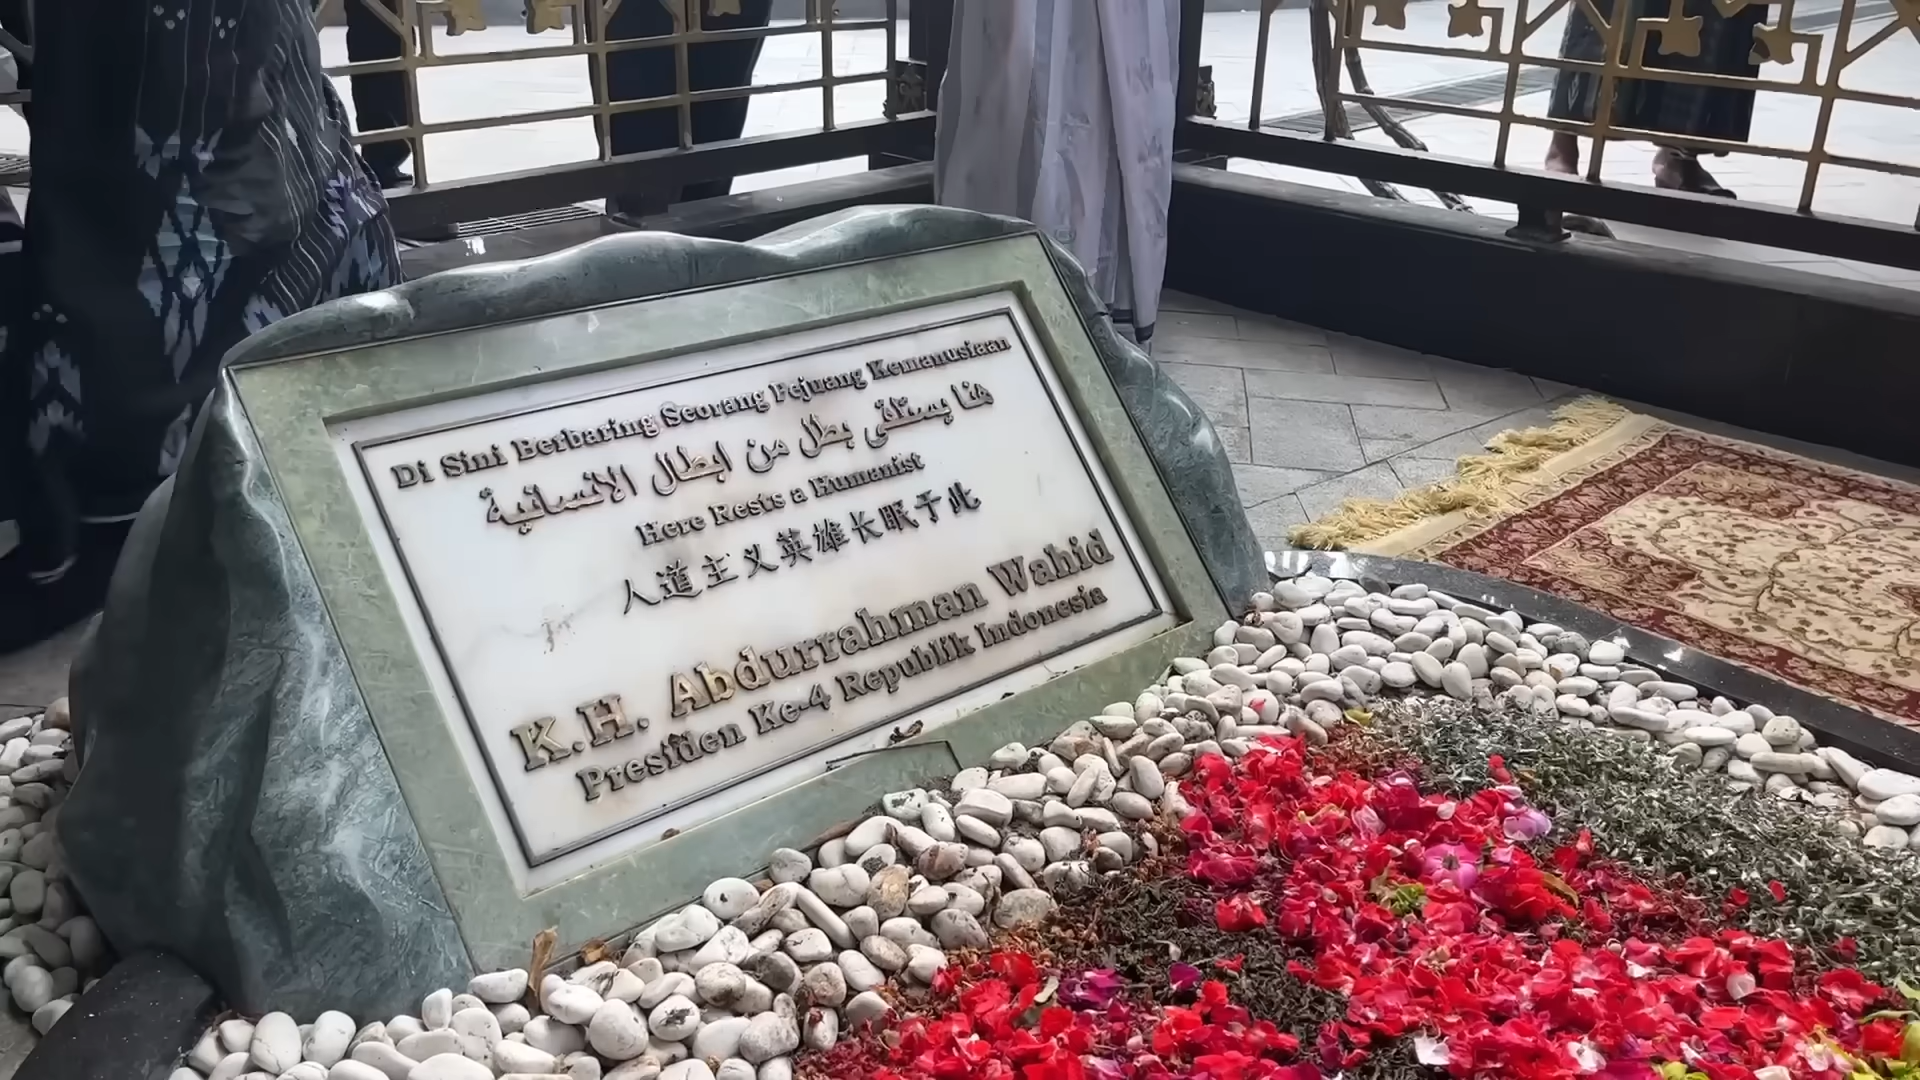 Di Sini Berbaring Seorang Pejuang Kemanusiaan
هنا يستلقى بطل من ابطال الانسانية
Here Rests a Humanist
人道主义英雄长眠于此
K.H. Abdurrahman Wahid
Presiden Ke-4 Republik Indonesia